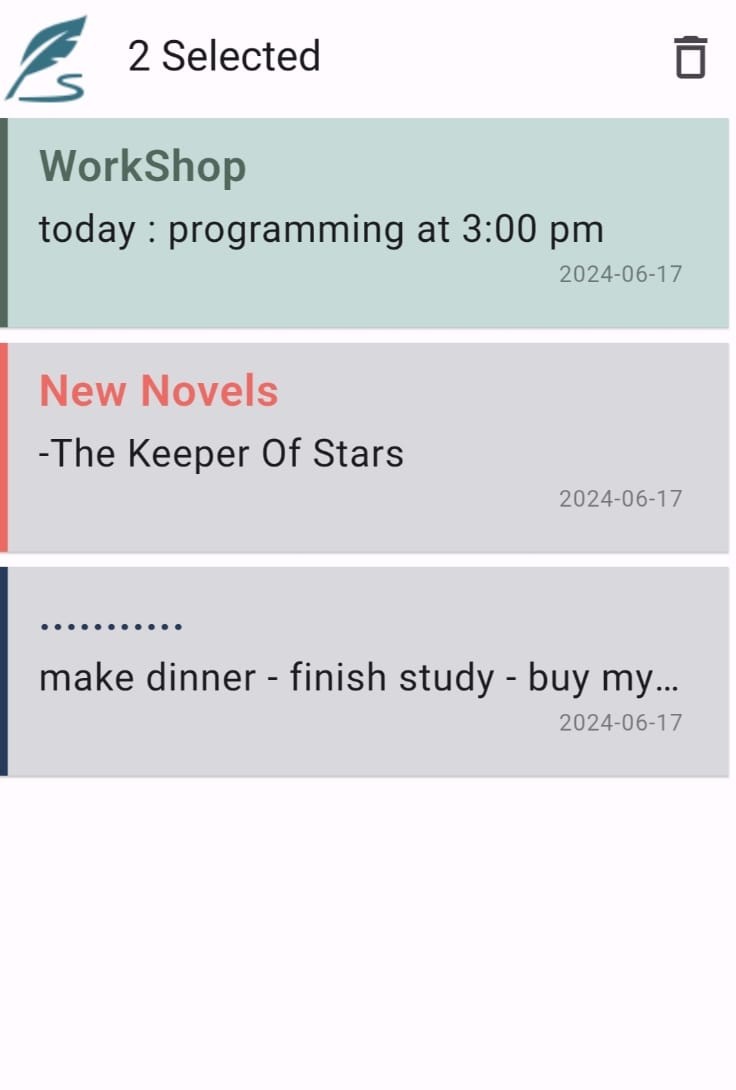 2 Selected
WorkShop
today : programming at 3:00 pm
2024-06-17
New Novels
-The Keeper Of Stars
2024-06-17
...........
make dinner - finish study - buy my...
2024-06-17